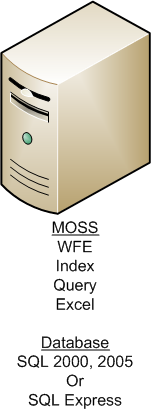 MOSS
WFE
Index
Query
Excel
Database
SQL 2000, 2005
Or
SQL Express